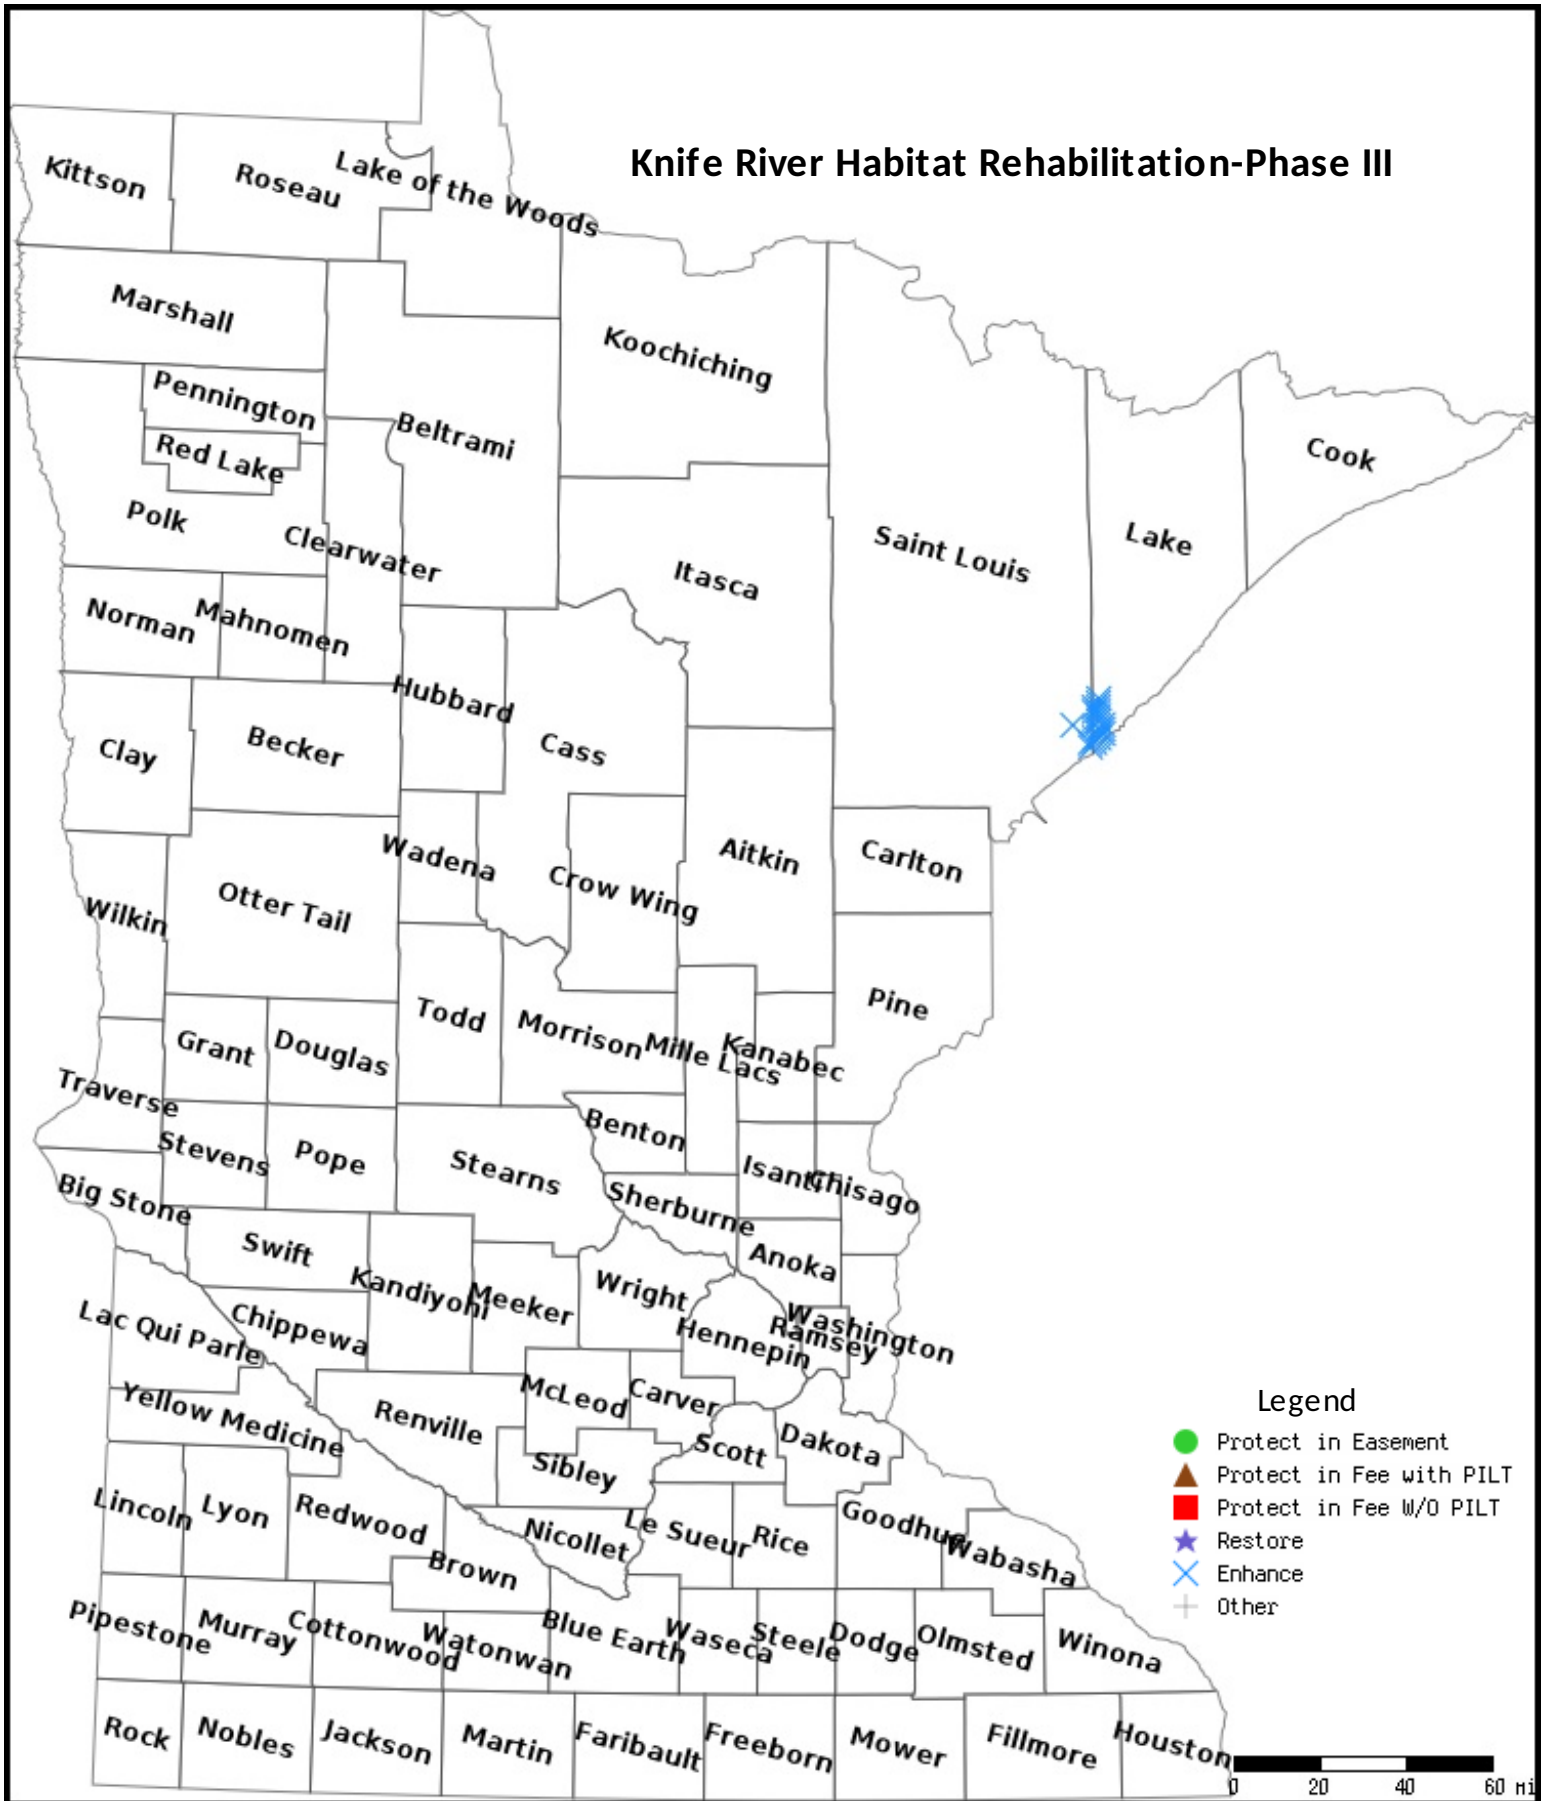 Knife River Habitat Rehabilitation-Phase III
Kittson
Roseau
Lake of the Woods
Marshall
Koochiching
Pennington
Beltrami
Red Lake
Cook
Polk
Clearwater
Saint Louis
Lake
Itasca
Norman
Mahnomen
Hubbard
Clay
Becker
Cass
Wadena
Aitkin
Carlton
Crow Wing
Otter Tail
Wilkin
Todd
Pine
Morrison
Mille Lacs
Kanabec
Grant
Douglas
Traverse
Stevens
Pope
Stearns
Benton
Isanti
Chisago
Big Stone
Sherburne
Swift
Anoka
Kandiyohi
Meeker
Wright
Lac Qui Parle
Chippewa
Hennepin
Ramsey
Washington
Yellow Medicine
Renville
McLeod
Carver
Scott
Dakota
Sibley
Lincoln
Lyon
Redwood
Nicollet
Le Sueur
Rice
Goodhue
Wabasha
Brown
Pipestone
Murray
Cottonwood
Watonwan
Blue Earth
Waseca
Steele
Dodge
Olmsted
Winona
Rock
Nobles
Jackson
Martin
Faribault
Freeborn
Mower
Fillmore
Houston
Legend
Protect in Easement
Protect in Fee with PILT
Protect in Fee W/O PILT
Restore
Enhance
Other
0 20 40 60 mi